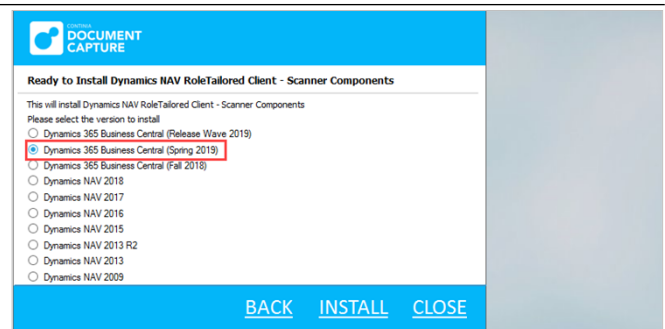 CONTINIA
DOCUMENT
CAPTURE
Ready to Install Dynamics NAV RoleTailored Client - Scanner Components
This will install Dynamics NAV RoleTailored Client - Scanner Components
Please select the version to install
Dynamics 365 Business Central (Release Wave 2019)
Dynamics 365 Business Central (Spring 2019)
Dynamics 365 Business Central (Fall 2018)
Dynamics NAV 2018
Dynamics NAV 2017
Dynamics NAV 2016
Dynamics NAV 2015
Dynamics NAV 2013 R2
Dynamics NAV 2013
Dynamics NAV 2009
BACK INSTALL CLOSE